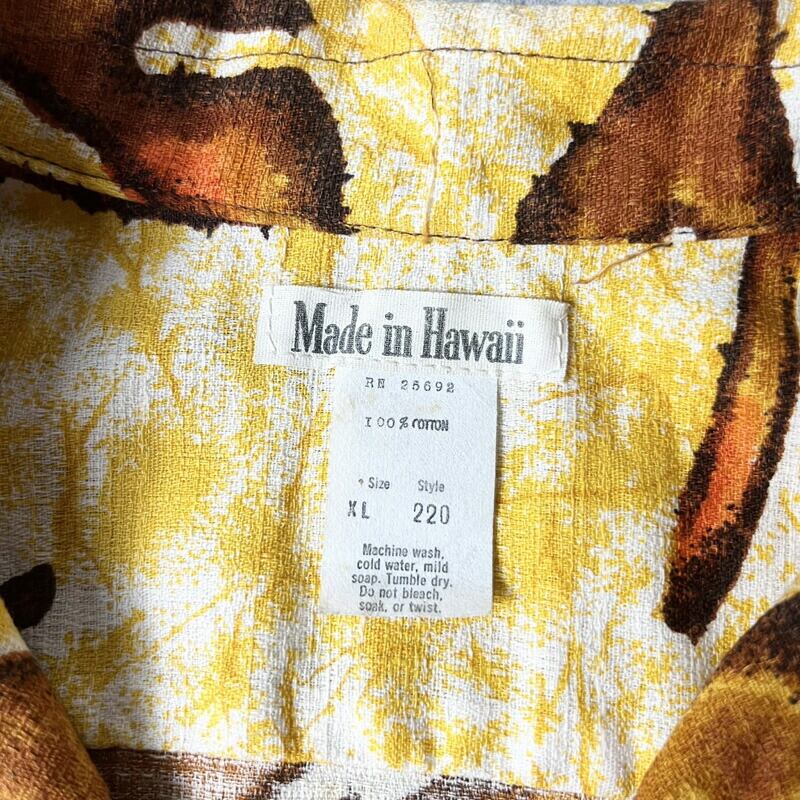 Made in Hawaii
RN 25692
100% COTTON
Size Style
XL 220
Machine wash,
cold water, mild
soap. Tumble dry.
Do not bleach,
soak, or twist.